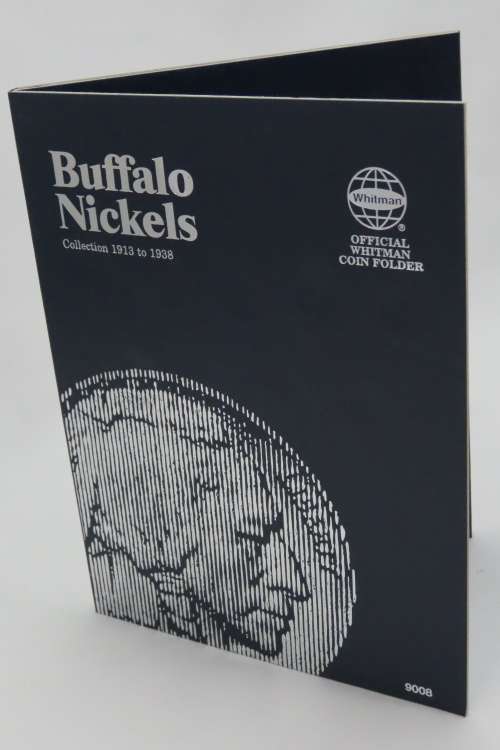 Buffalo
Nickels
Collection 1913 to 1938
Whitman
®
OFFICIAL
WHITMAN
COIN FOLDER
9008